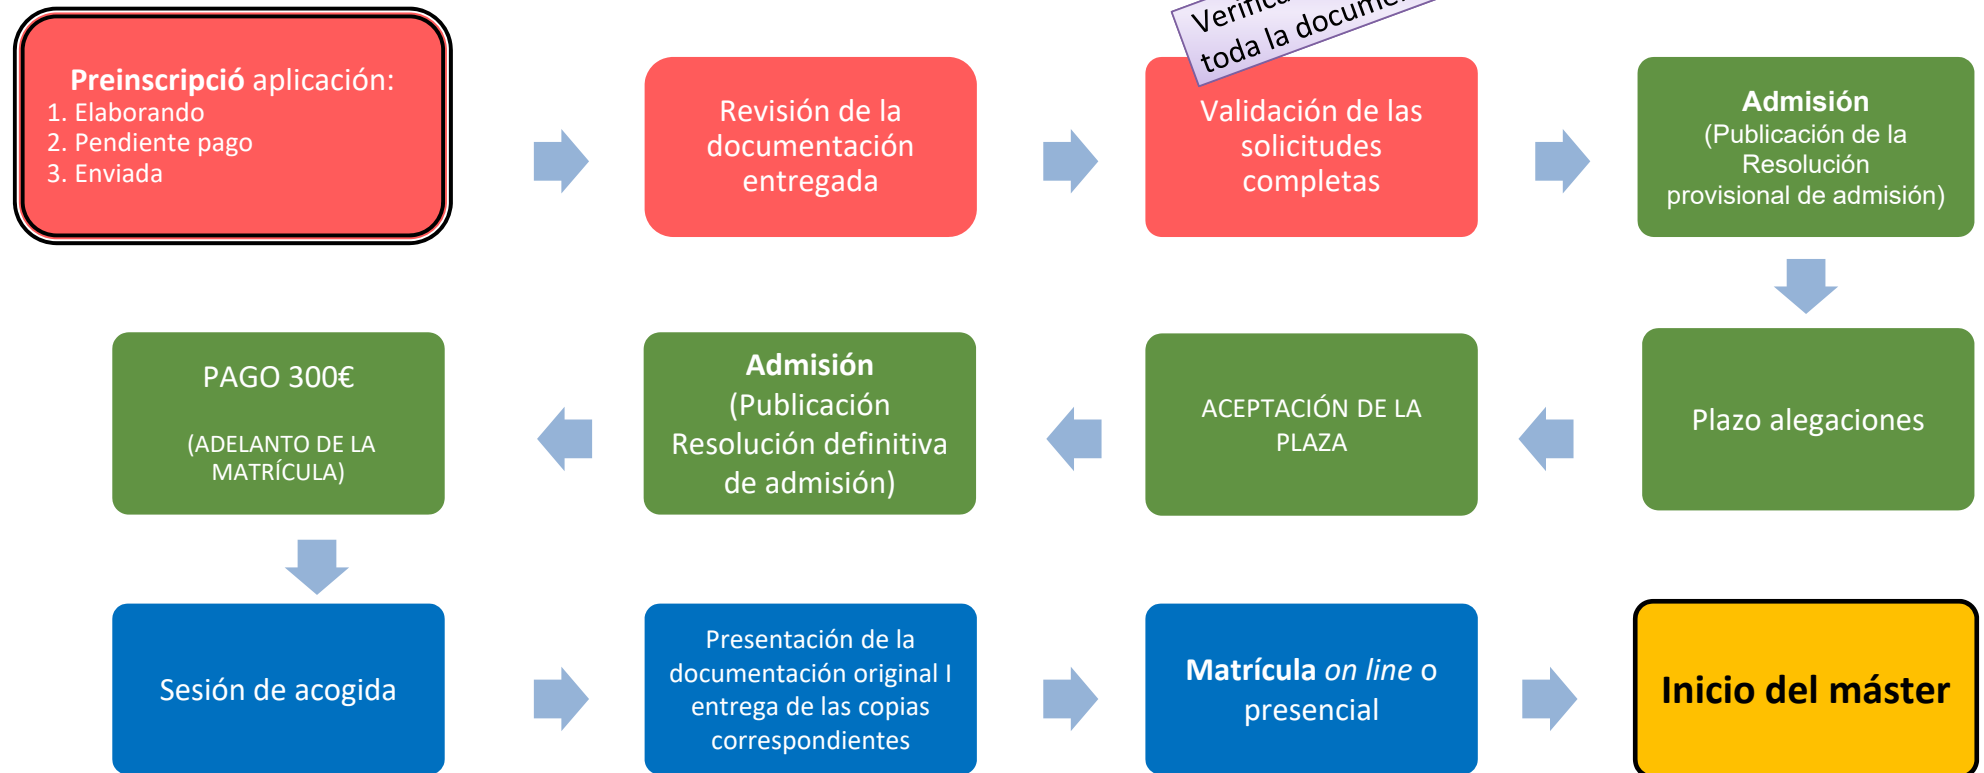 toda la
Preinscripció aplicación:
1. Elaborando
2. Pendiente pago
3. Enviada
Revisión de la
documentación
entregada
Validación de las
solicitudes
completas
Admisión
(Publicación de la
Resolución
provisional de admisión)
PAGO 300€
(ADELANTO DE LA
MATRÍCULA)
Admisión
(Publicación
Resolución definitiva
de admisión)
ACEPTACIÓN DE LA
PLAZA
Plazo alegaciones
Sesión de acogida
Presentación de la
documentación original I
entrega de las copias
correspondientes
Matrícula on line o
presencial
Inicio del máster